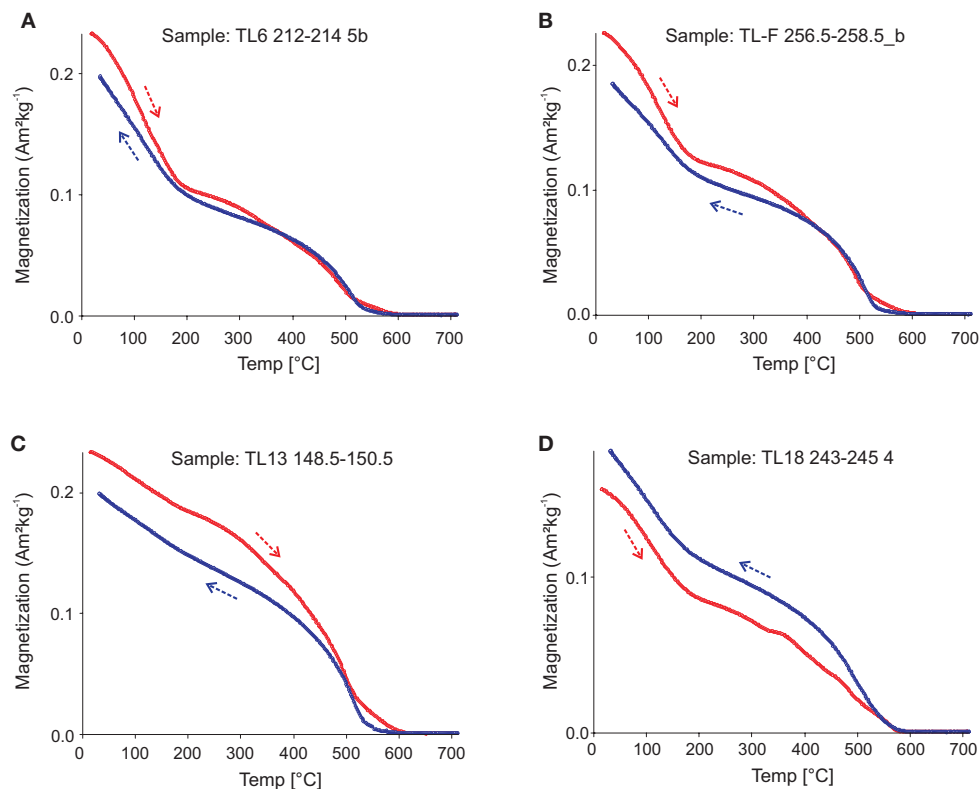 A
Sample: TL6 212-214 5b
Magnetization (Am²kg⁻¹)
0.2
0.1
0.0
0 100 200 300 400 500 600 700
Temp [°C]
B
Sample: TL-F 256.5-258.5_b
Magnetization (Am²kg⁻¹)
0.2
0.1
0.0
0 100 200 300 400 500 600 700
Temp [°C]
C
Sample: TL13 148.5-150.5
Magnetization (Am²kg⁻¹)
0.2
0.1
0.0
0 100 200 300 400 500 600 700
Temp [°C]
D
Sample: TL18 243-245 4
Magnetization (Am²kg⁻¹)
0.1
0.0
0 100 200 300 400 500 600 700
Temp [°C]